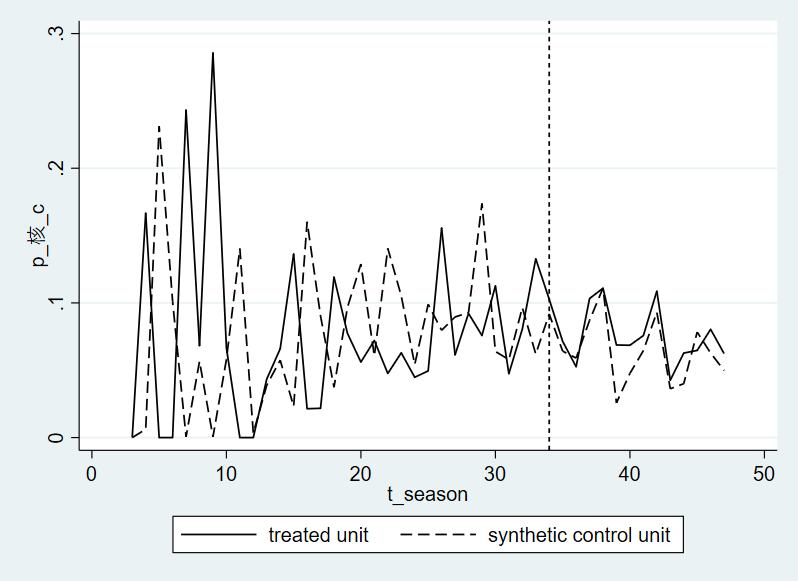 .3
.2
.1
0
p_核_c
0
10
20
30
40
50
t_season
treated unit
synthetic control unit